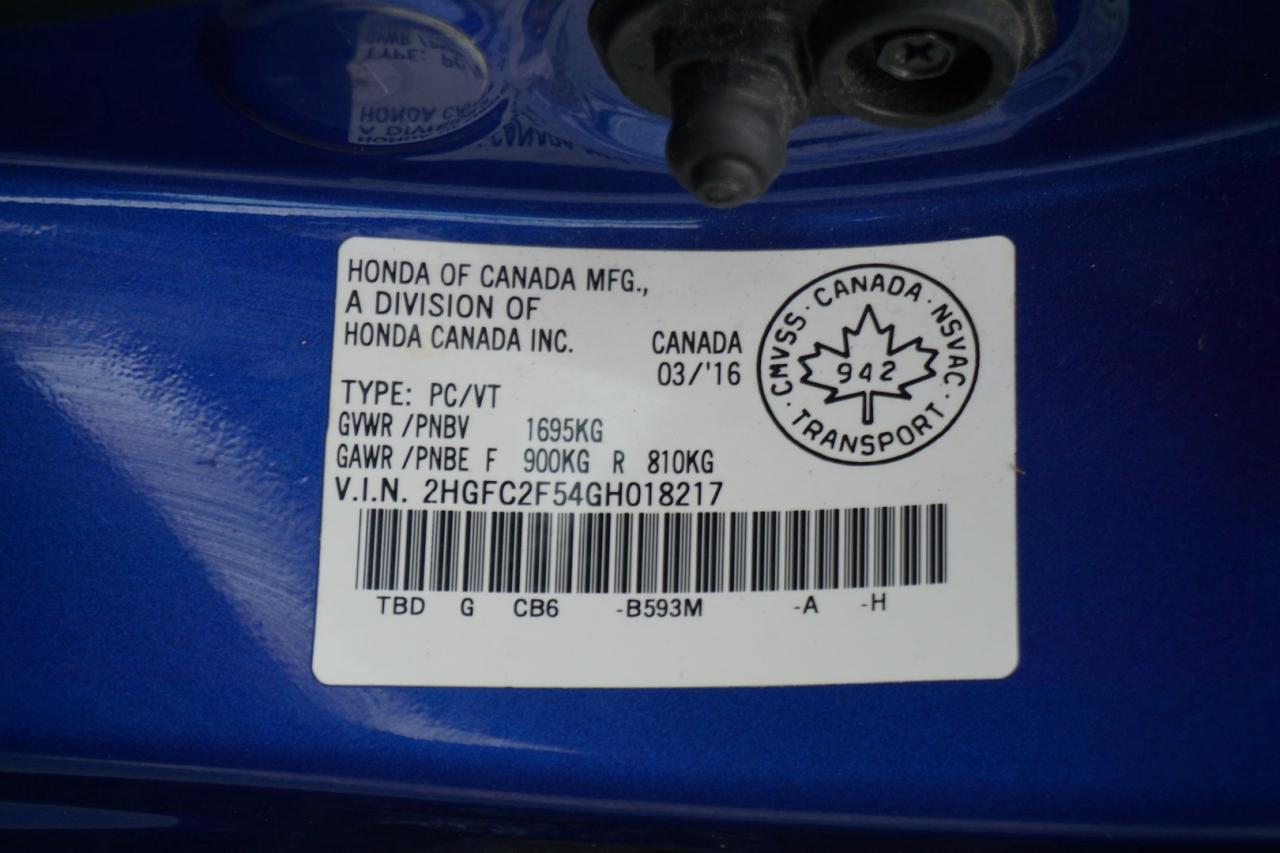 HONDA OF CANADA MFG.,
A DIVISION OF
HONDA CANADA INC.
CANADA
03/'16
CMVSS · CANADA · NSVAC · TRANSPORT ·
942
TYPE: PC/VT
GVWR /PNBV 1695KG
GAWR /PNBE F 900KG R 810KG
V.I.N. 2HGFC2F54GH018217
TBD G CB6 -B593M -A -H